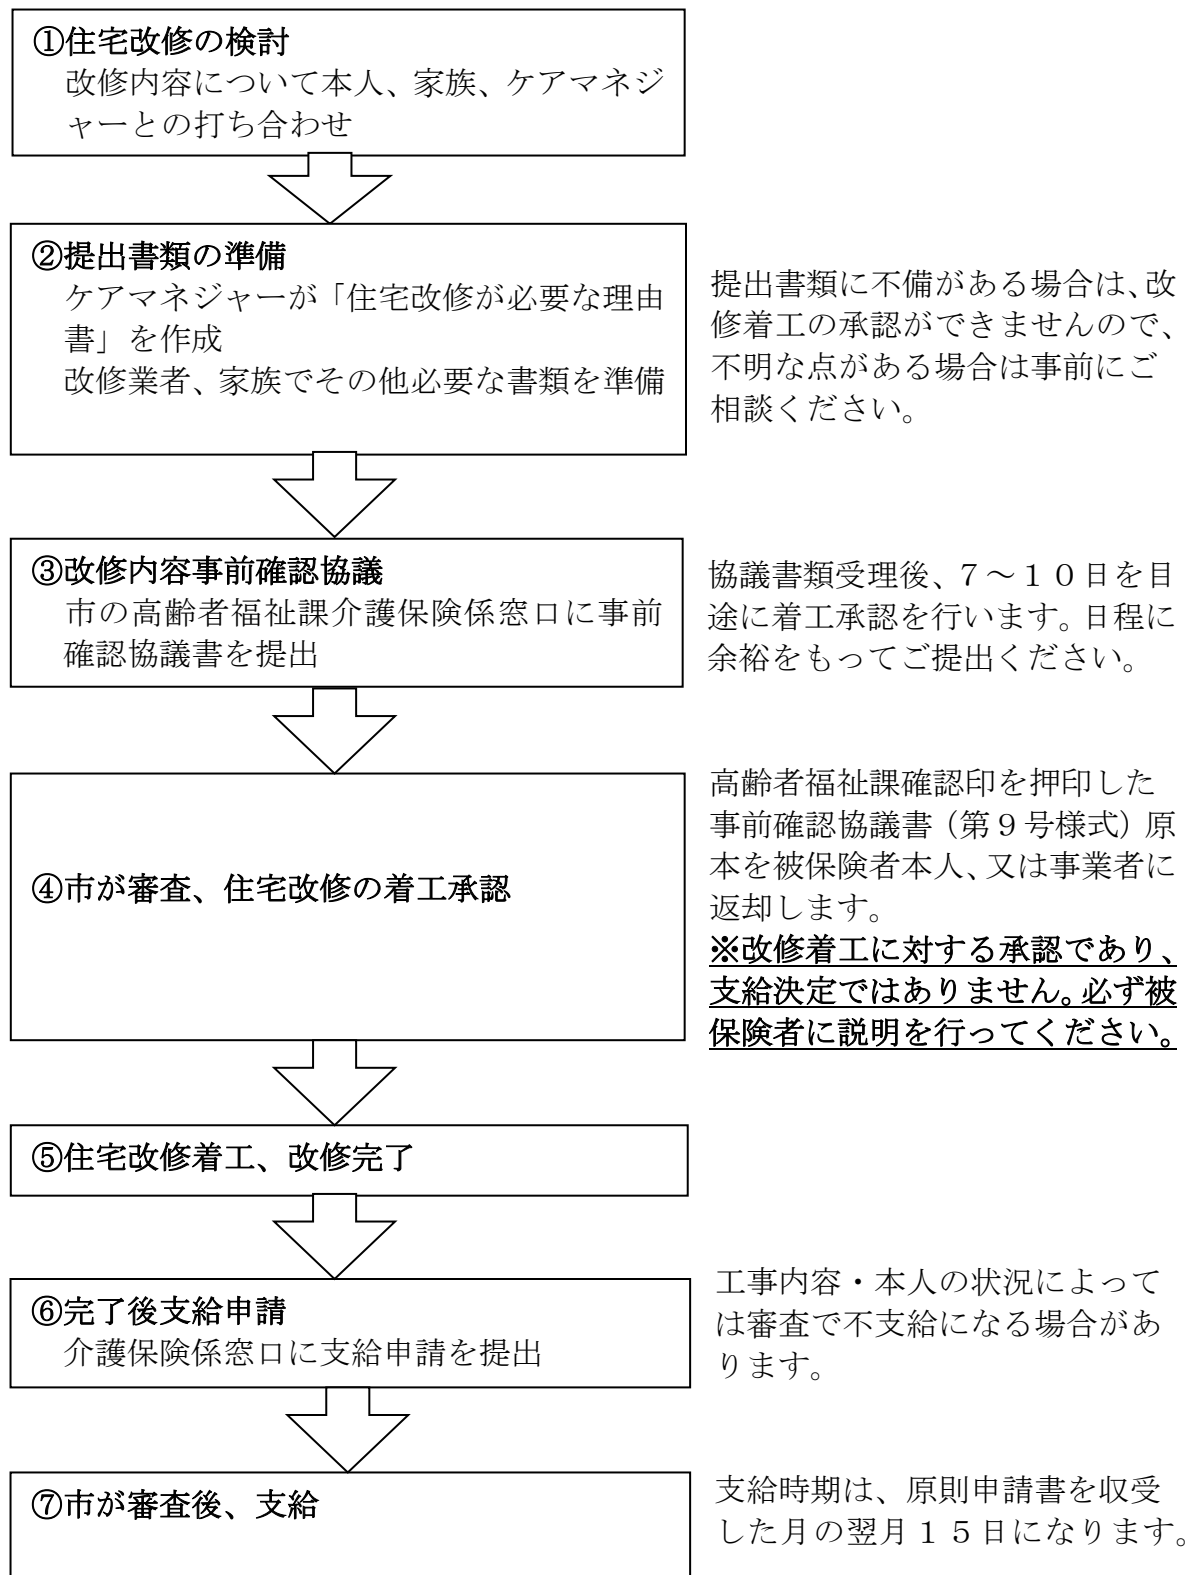 ①住宅改修の検討
改修内容について本人、家族、ケアマネジ
ャーとの打ち合わせ
②提出書類の準備
ケアマネジャーが「住宅改修が必要な理由
書」を作成
改修業者、家族でその他必要な書類を準備
提出書類に不備がある場合は、改
修着工の承認ができませんので、
不明な点がある場合は事前にご
相談ください。
③改修内容事前確認協議
市の高齢者福祉課介護保険係窓口に事前
確認協議書を提出
協議書類受理後、７～１０日を目
途に着工承認を行います。日程に
余裕をもってご提出ください。
④市が審査、住宅改修の着工承認
高齢者福祉課確認印を押印した
事前確認協議書（第９号様式）原
本を被保険者本人、又は事業者に
返却します。
※改修着工に対する承認であり、
支給決定ではありません。必ず被
保険者に説明を行ってください。
⑤住宅改修着工、改修完了
⑥完了後支給申請
介護保険係窓口に支給申請を提出
工事内容・本人の状況によって
は審査で不支給になる場合があ
ります。
⑦市が審査後、支給
支給時期は、原則申請書を収受
した月の翌月１５日になります。